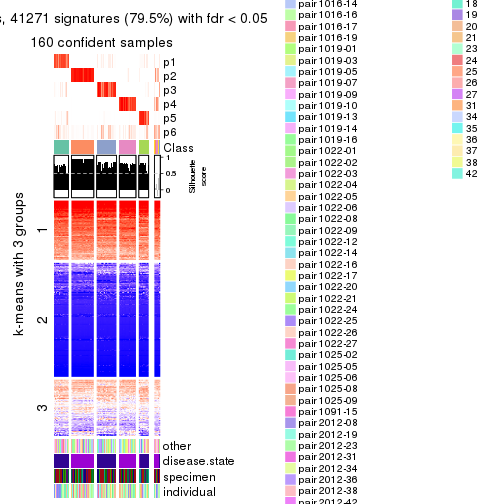 s, 41271 signatures (79.5%) with fdr < 0.05
160 confident samples
p1
p2
p3
p4
p5
p6
Class
1
0.5
0
Silhouette
score
k-means with 3 groups
1
2
3
other
disease.state
specimen
individual
pair1016-14
pair1016-16
pair1016-17
pair1016-19
pair1019-01
pair1019-03
pair1019-05
pair1019-07
pair1019-09
pair1019-10
pair1019-13
pair1019-14
pair1019-16
pair1022-01
pair1022-02
pair1022-03
pair1022-04
pair1022-05
pair1022-06
pair1022-08
pair1022-09
pair1022-12
pair1022-14
pair1022-16
pair1022-17
pair1022-20
pair1022-21
pair1022-24
pair1022-25
pair1022-26
pair1022-27
pair1025-02
pair1025-05
pair1025-06
pair1025-08
pair1025-09
pair1091-15
pair2012-08
pair2012-19
pair2012-23
pair2012-31
pair2012-34
pair2012-36
pair2012-38
pair2012-42
18
19
20
21
23
24
25
26
27
31
34
35
36
37
38
42